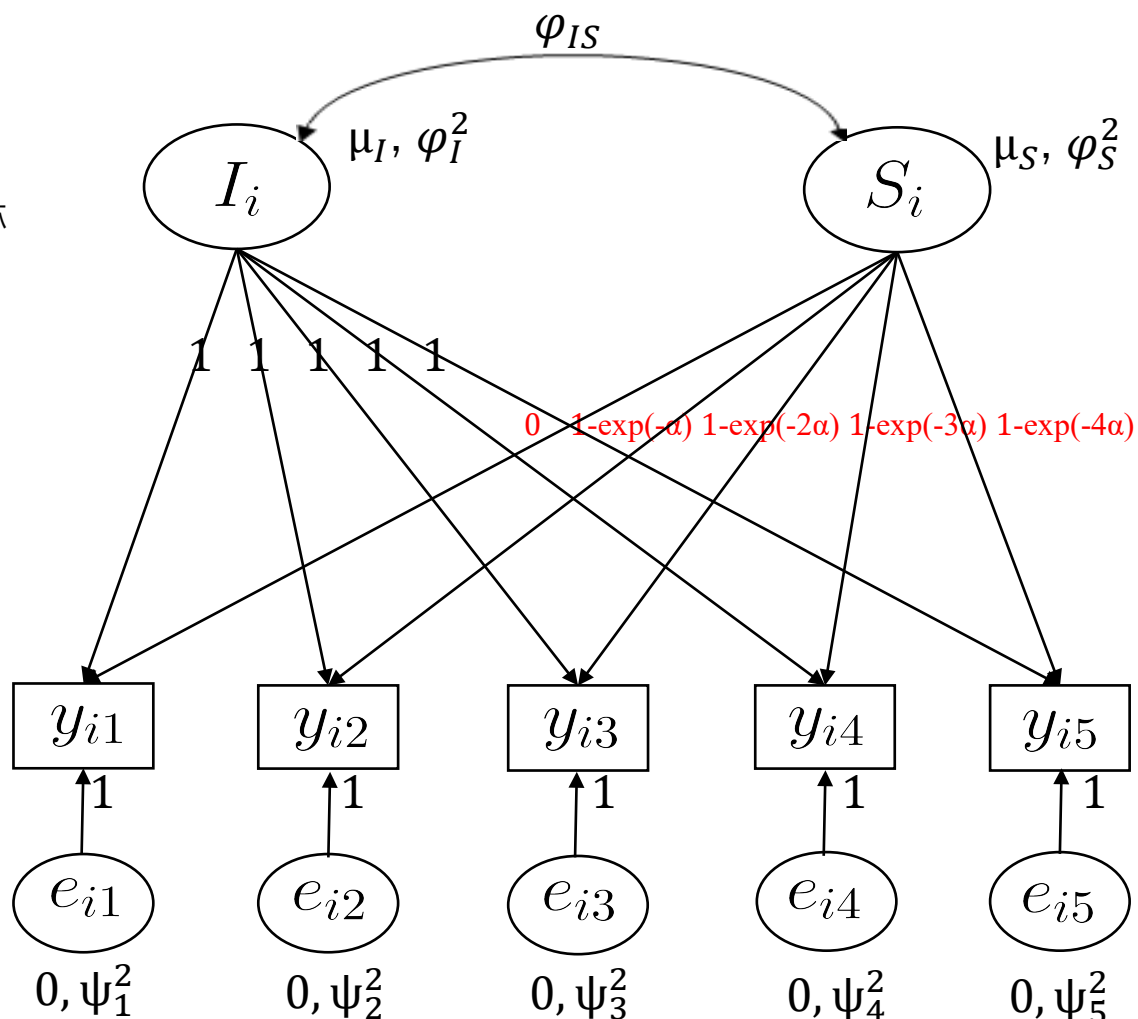 φ_IS
μ_I, φ_I^2
μ_S, φ_S^2
I_i
S_i
1 1 1 1 1
0 1-exp(-α) 1-exp(-2α) 1-exp(-3α) 1-exp(-4α)
y_i1 y_i2 y_i3 y_i4 y_i5
1 1 1 1 1
e_i1 e_i2 e_i3 e_i4 e_i5
0, ψ_1^2 0, ψ_2^2 0, ψ_3^2 0, ψ_4^2 0, ψ_5^2